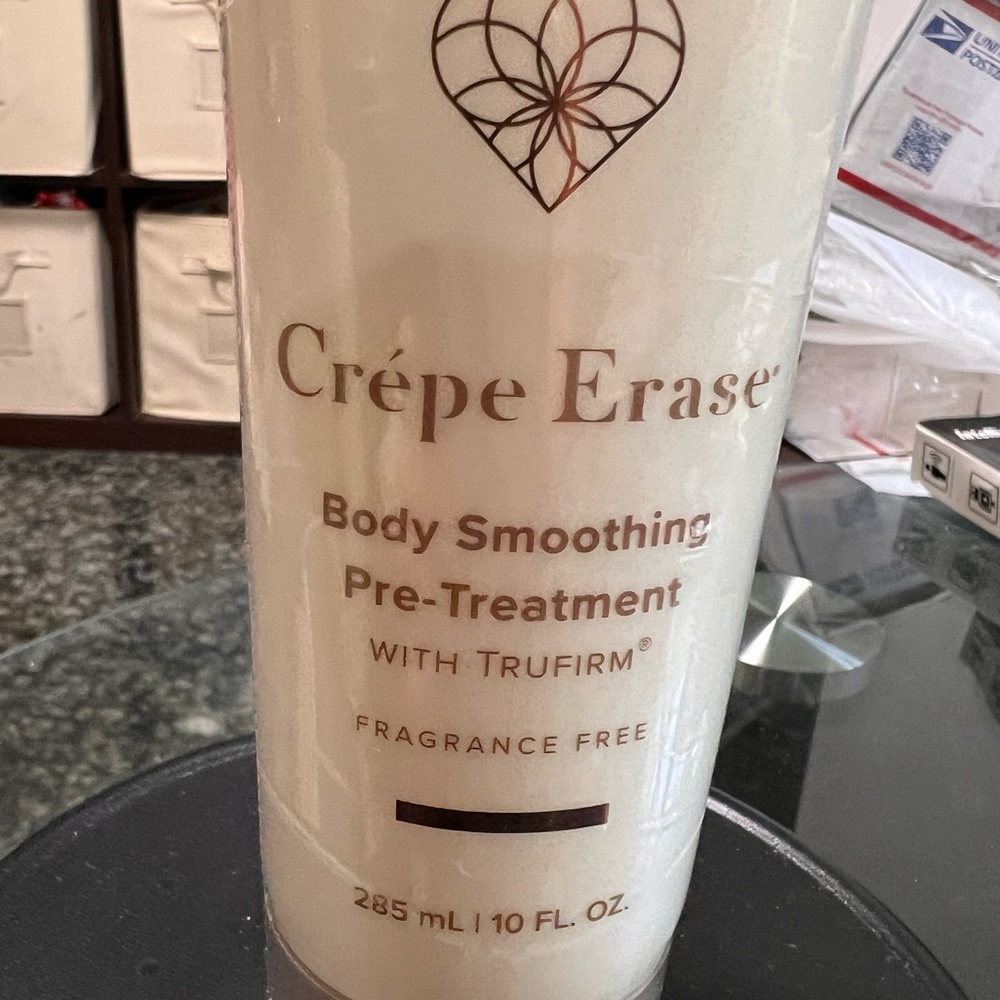 Crépe Erase®
Body Smoothing
Pre-Treatment
WITH TRUFIRM®
FRAGRANCE FREE
285 mL | 10 FL. OZ.